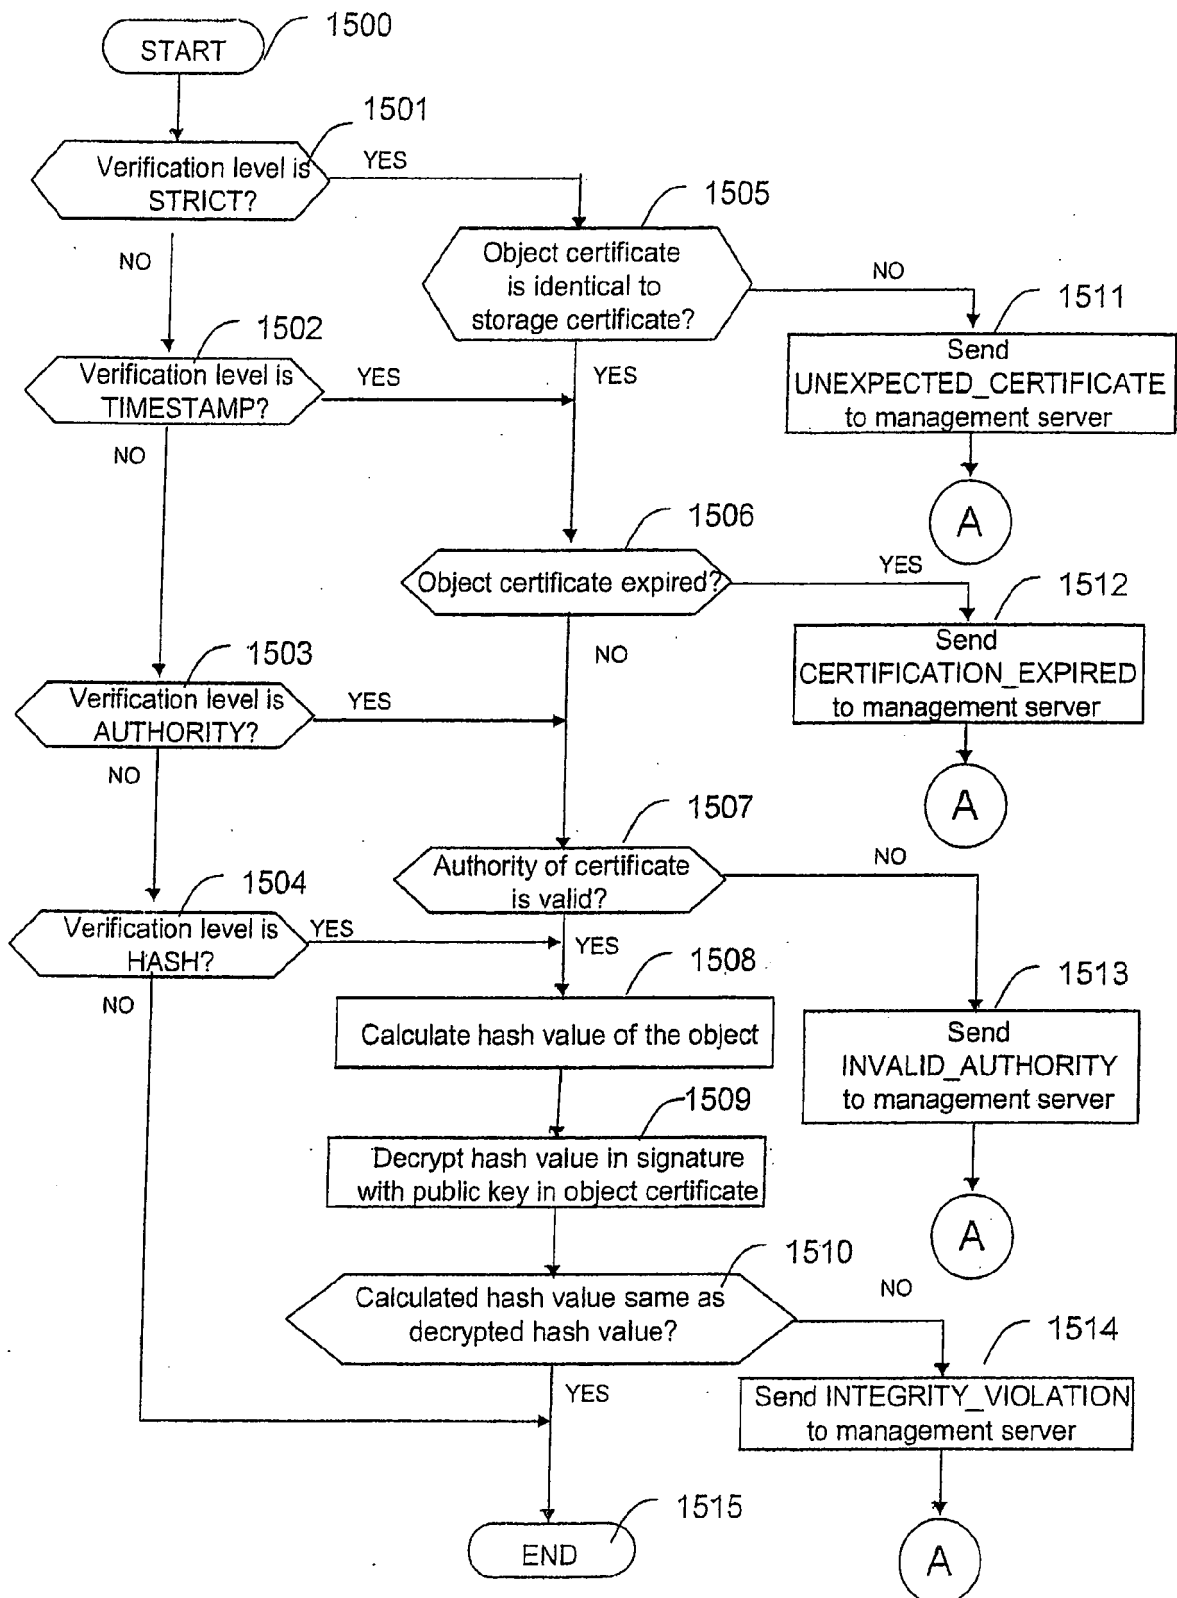 1500
START
1501
Verification level is
STRICT?
YES
NO
1505
Object certificate
is identical to
storage certificate?
NO
YES
1511
Send
UNEXPECTED_CERTIFICATE
to management server
A
1502
Verification level is
TIMESTAMP?
YES
NO
1506
Object certificate expired?
YES
NO
1512
Send
CERTIFICATION_EXPIRED
to management server
A
1503
Verification level is
AUTHORITY?
YES
NO
1507
Authority of certificate
is valid?
NO
YES
1504
Verification level is
HASH?
YES
NO
1508
Calculate hash value of the object
1513
Send
INVALID_AUTHORITY
to management server
A
1509
Decrypt hash value in signature
with public key in object certificate
1510
Calculated hash value same as
decrypted hash value?
NO
YES
1514
Send INTEGRITY_VIOLATION
to management server
A
1515
END